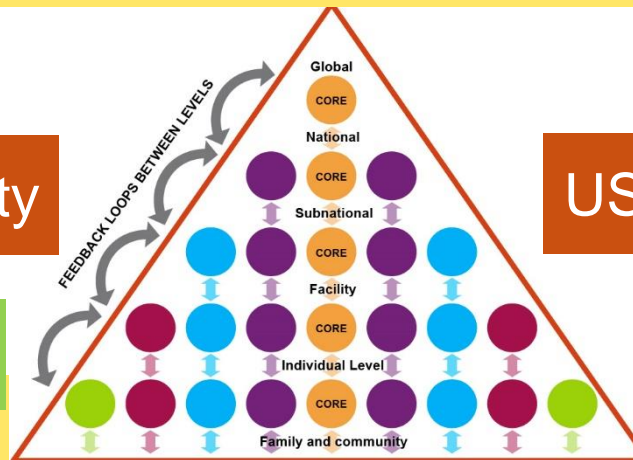 Global
CORE
National
CORE
Subnational
CORE
Facility
CORE
Individual Level
CORE
Family and community
FEEDBACK LOOPS BETWEEN LEVELS
ty
US